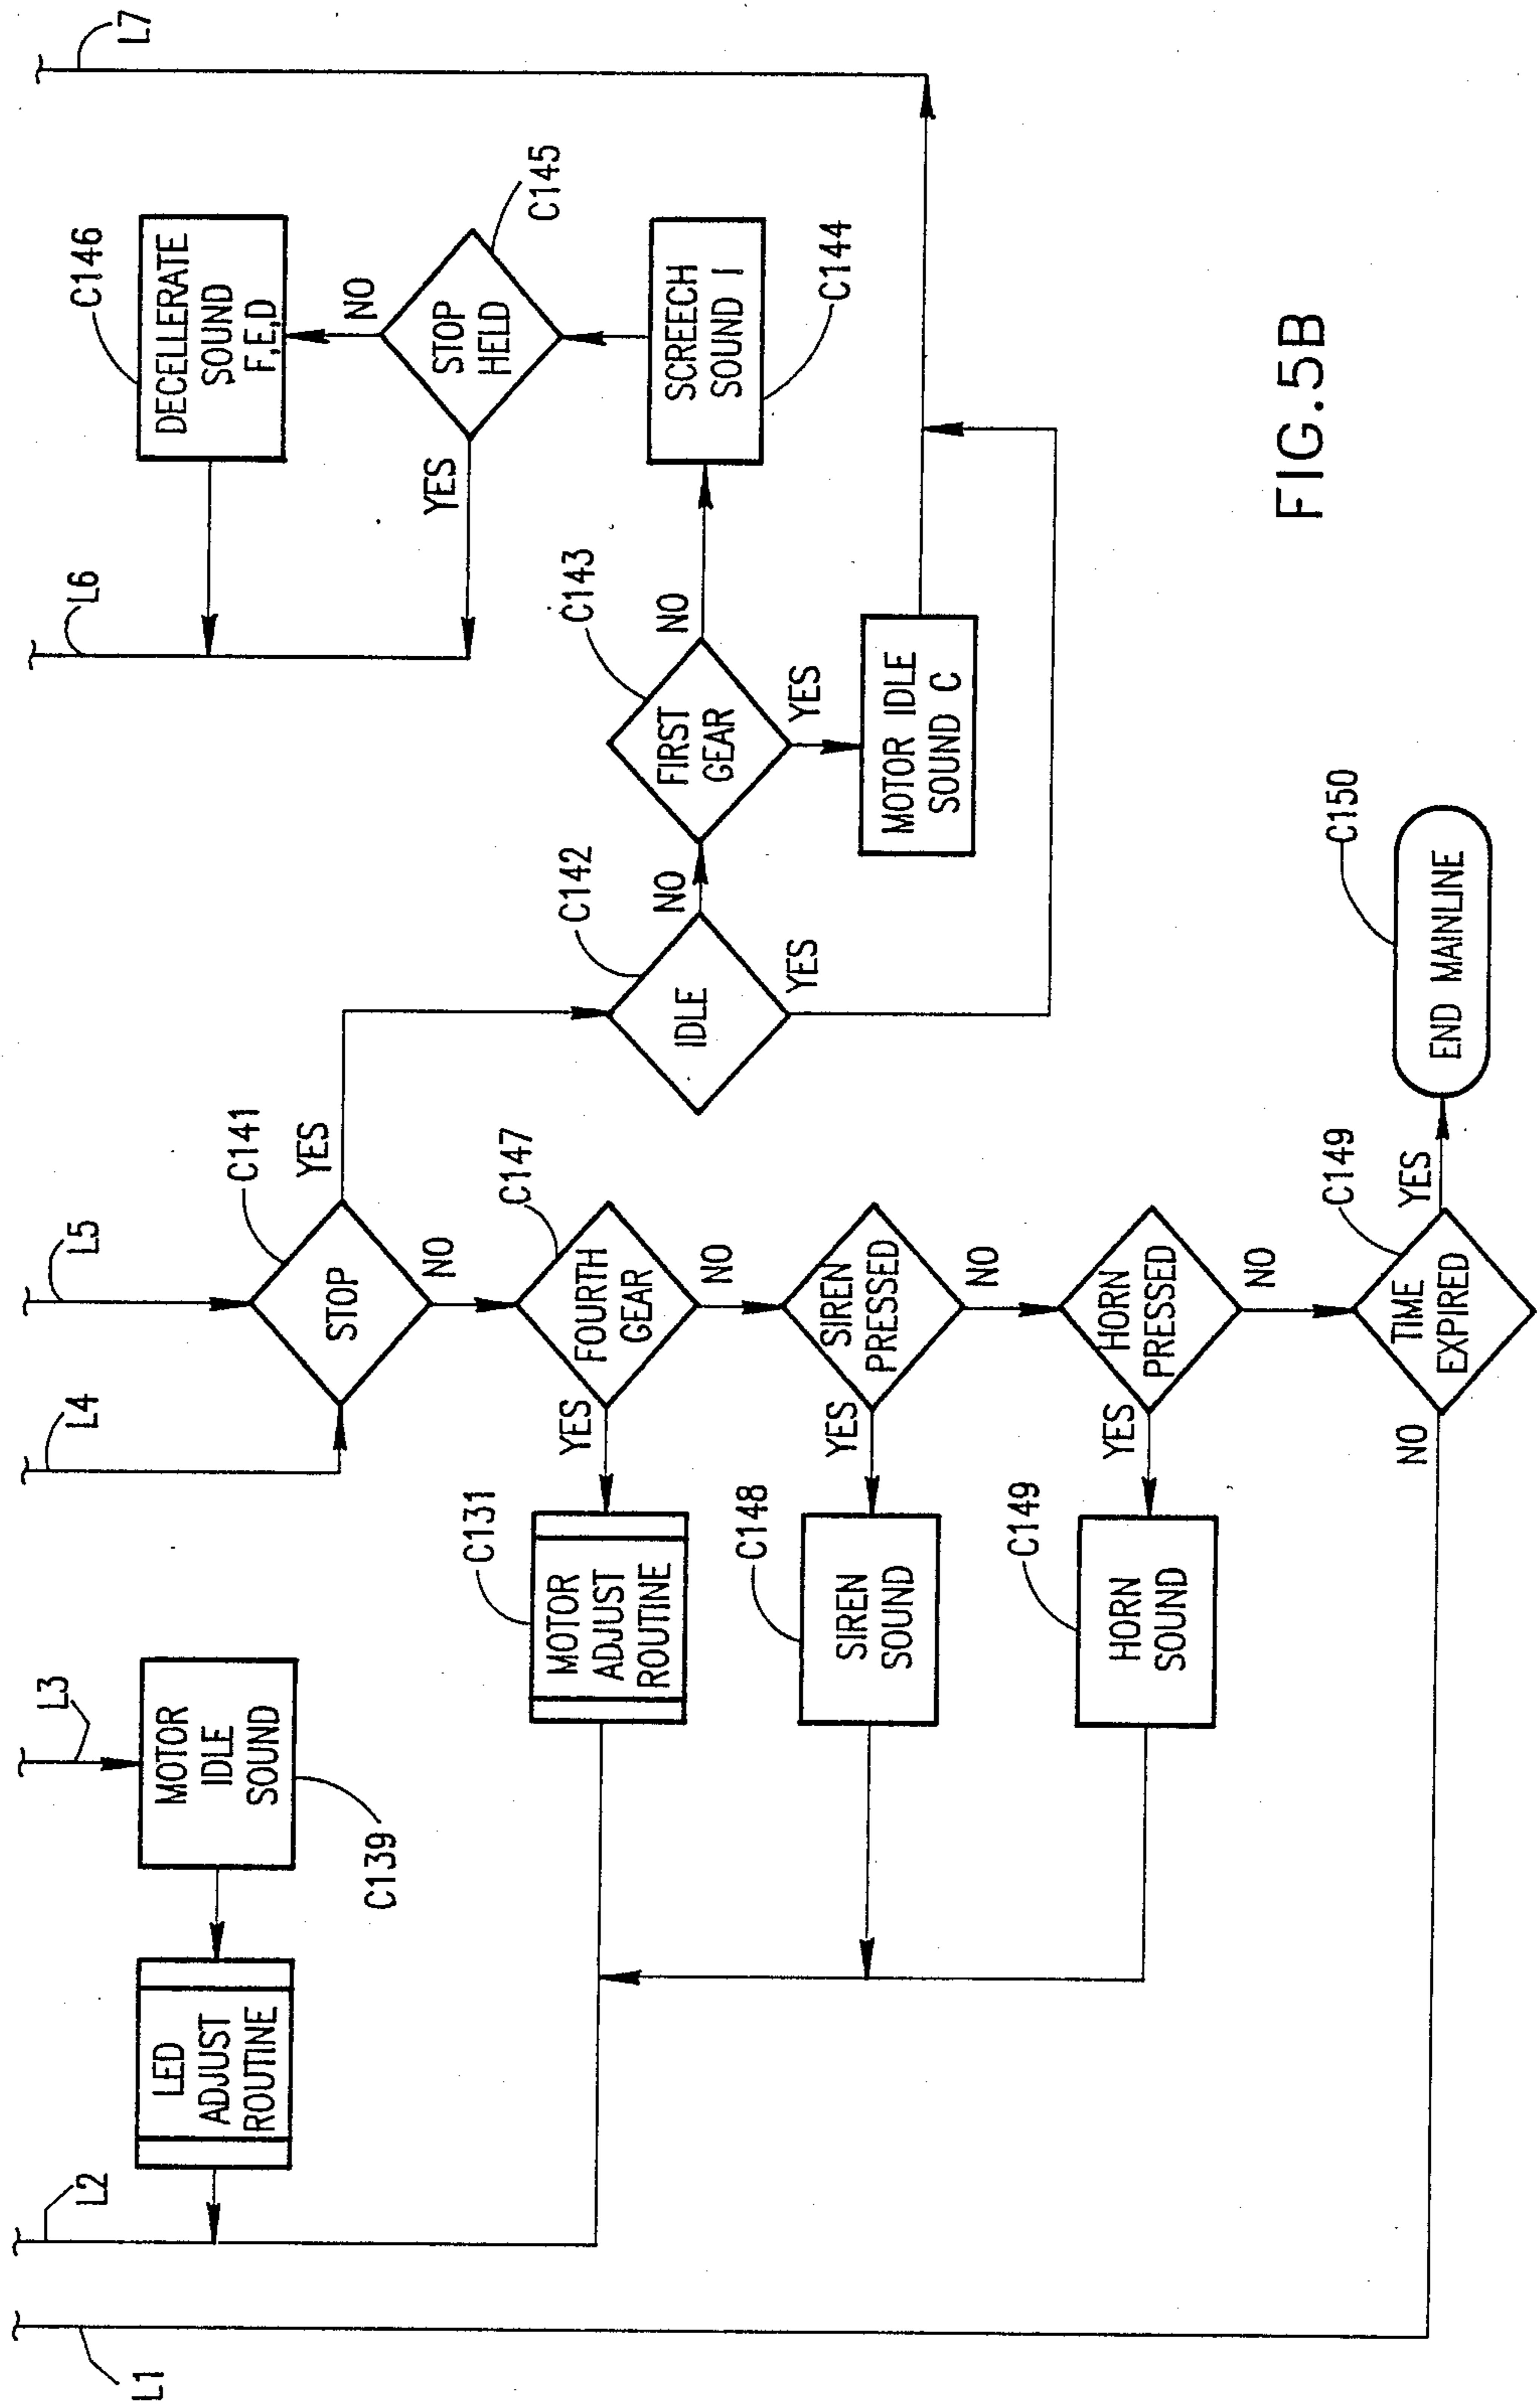 L1
L2
L3
L4
L5
L6
L7
LED
ADJUST
ROUTINE
MOTOR
IDLE
SOUND
C139
STOP
C141
YES
NO
DECELLERATE
SOUND
F,E,D
C146
NO
STOP
HELD
C145
YES
SCREECH
SOUND I
C144
IDLE
C142
NO
YES
FIRST
GEAR
C143
NO
YES
MOTOR IDLE
SOUND C
FOURTH
GEAR
C147
YES
NO
MOTOR
ADJUST
ROUTINE
C131
SIREN
PRESSED
YES
NO
SIREN
SOUND
C148
HORN
PRESSED
YES
NO
HORN
SOUND
C149
TIME
EXPIRED
C149
NO
YES
END MAINLINE
C150
FIG.5B